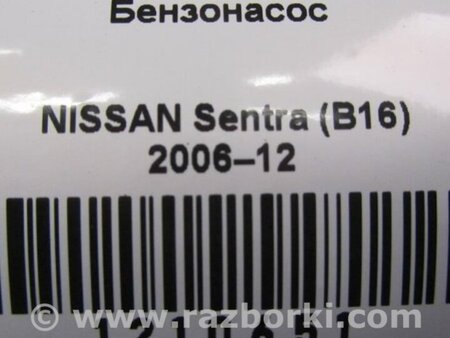 Бензонасос
NISSAN Sentra (B16)
2006–12
www.razborki.com